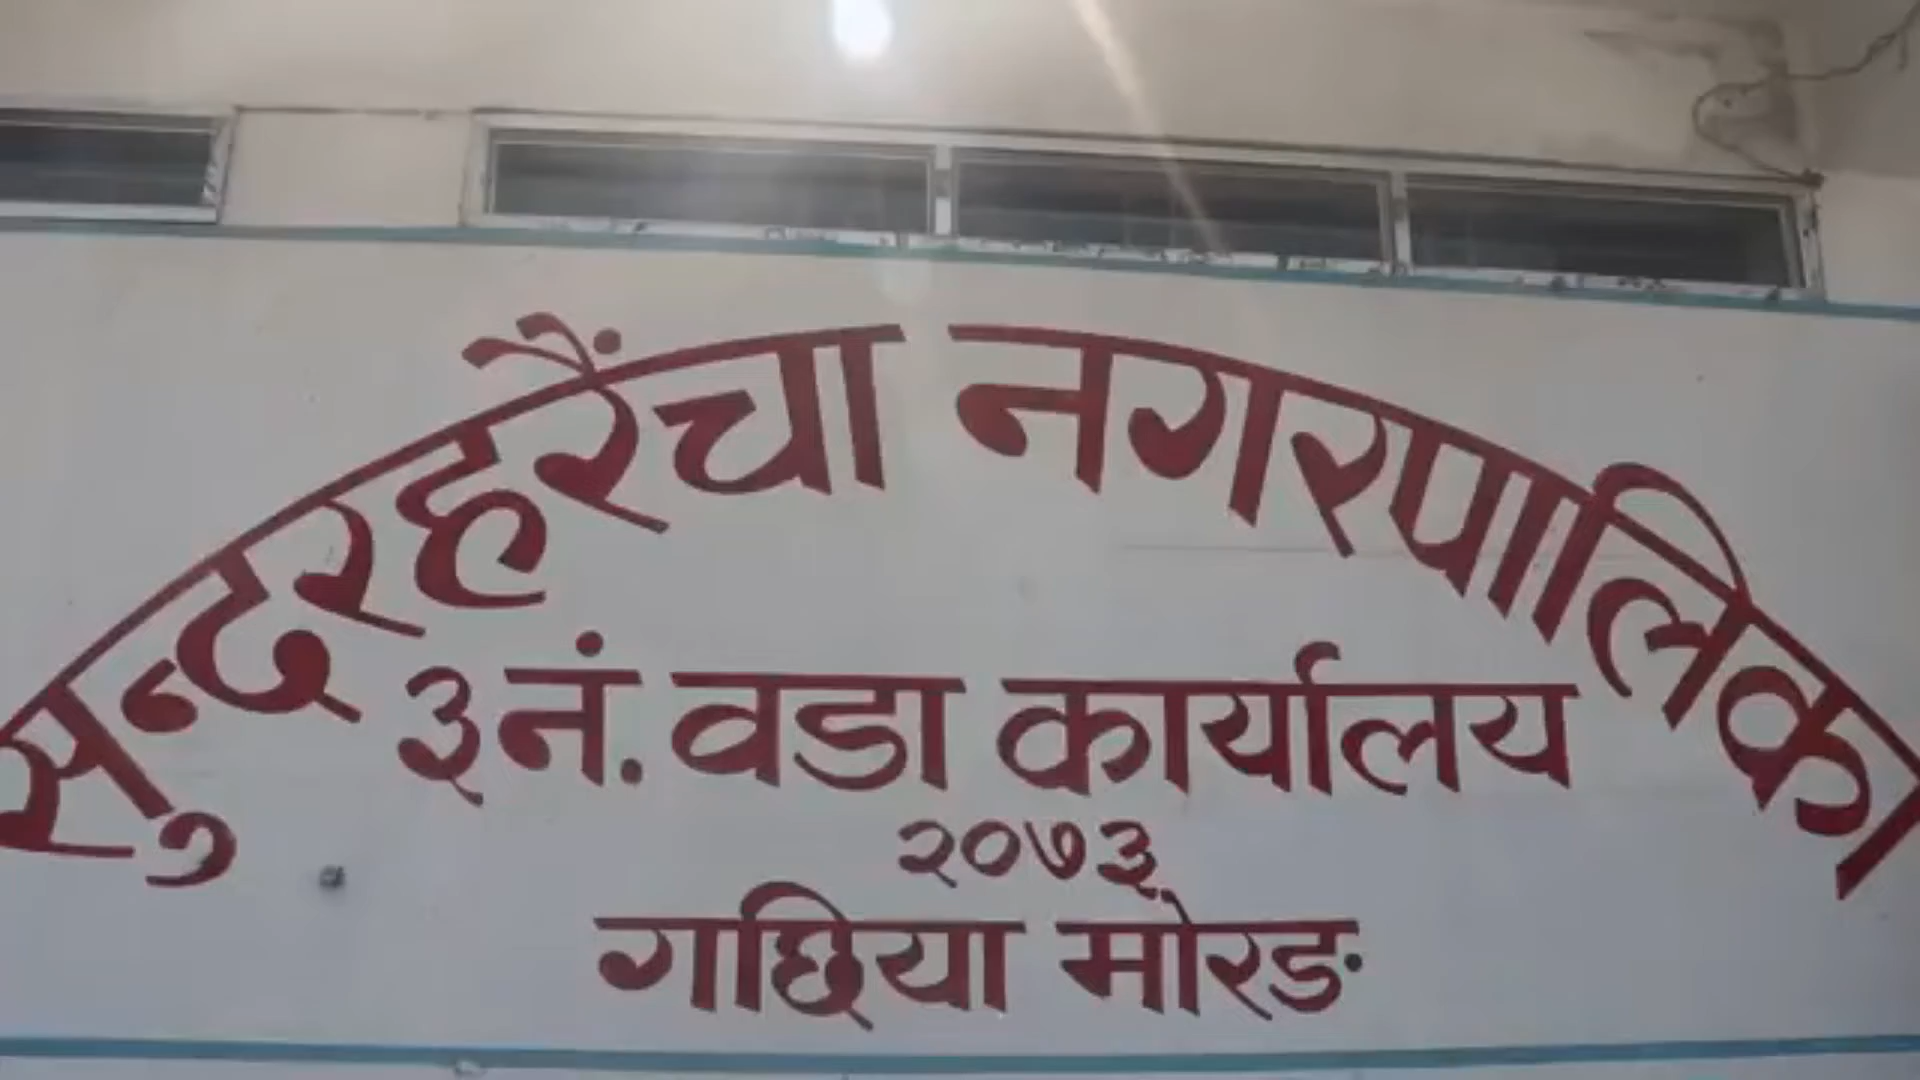 सुन्दरहरैंचा नगरपालिका
३ नं. वडा कार्यालय
२०७३
गछिया मोरङ